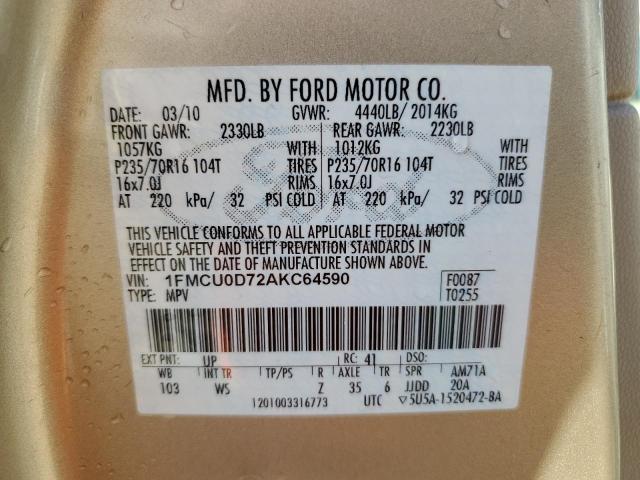 MFD. BY FORD MOTOR CO.
DATE: 03/10 GVWR: 4440LB/ 2014KG
FRONT GAWR: 2330LB REAR GAWR: 2230LB
1057KG WITH 1012KG WITH
P235/70R16 104T TIRES P235/70R16 104T TIRES
16x7.0J RIMS 16x7.0J RIMS
AT 220 kPa/ 32 PSI COLD AT 220 kPa/ 32 PSI COLD
Ford
THIS VEHICLE CONFORMS TO ALL APPLICABLE FEDERAL MOTOR
VEHICLE SAFETY AND THEFT PREVENTION STANDARDS IN
EFFECT ON THE DATE OF MANUFACTURE SHOWN ABOVE.
VIN: 1FMCU0D72AKC64590 F0087
TYPE: MPV T0255
EXT PNT: UP RC: 41 DSO:
WB INT TR TP/PS R AXLE TR SPR AM71A
103 WS Z 35 6 JJDD 20A
1201003316773 UTC ▽5U5A-1520472-BA